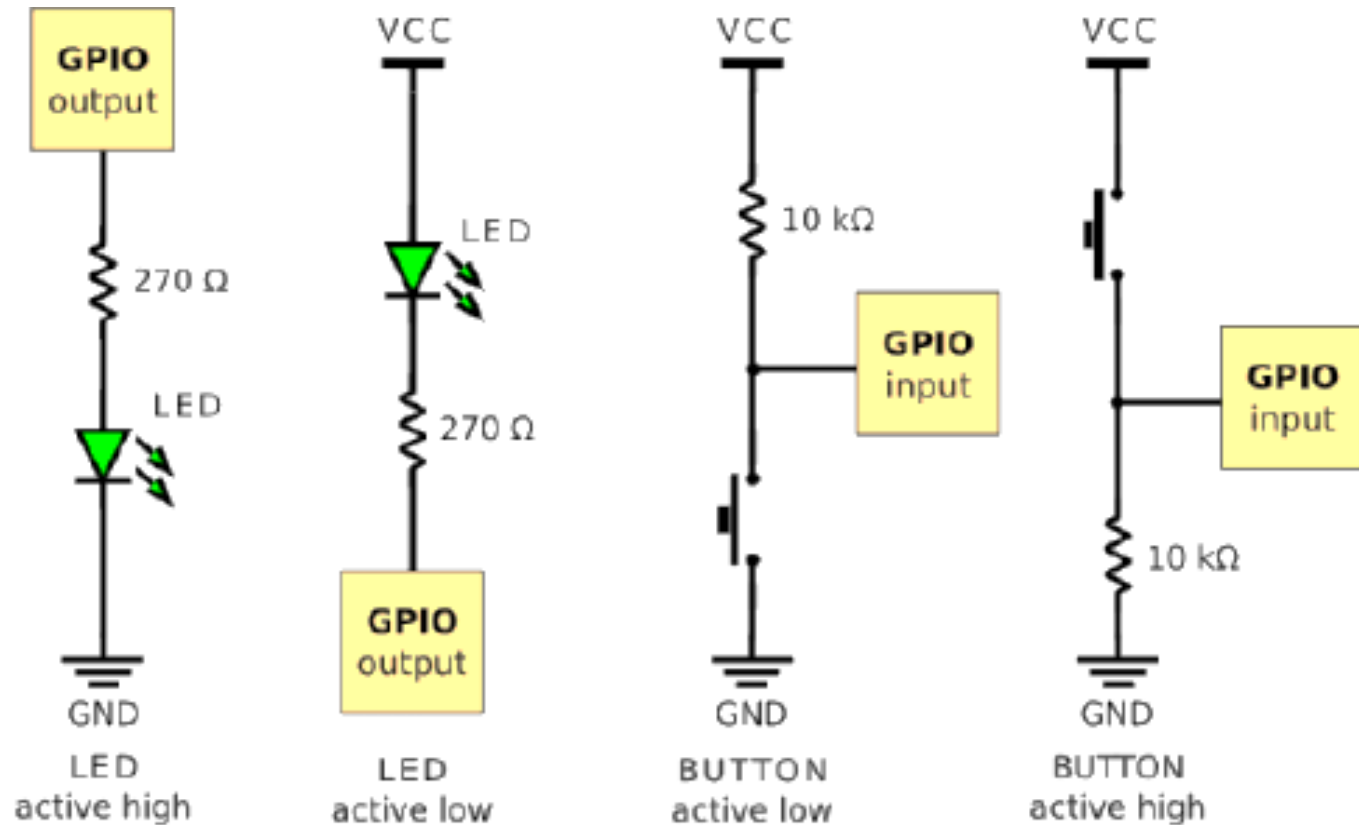 GPIO
output
270 Ω
LED
GND
LED
active high
VCC
LED
270 Ω
GPIO
output
LED
active low
VCC
10 kΩ
GPIO
input
GND
BUTTON
active low
VCC
GPIO
input
10 kΩ
GND
BUTTON
active high